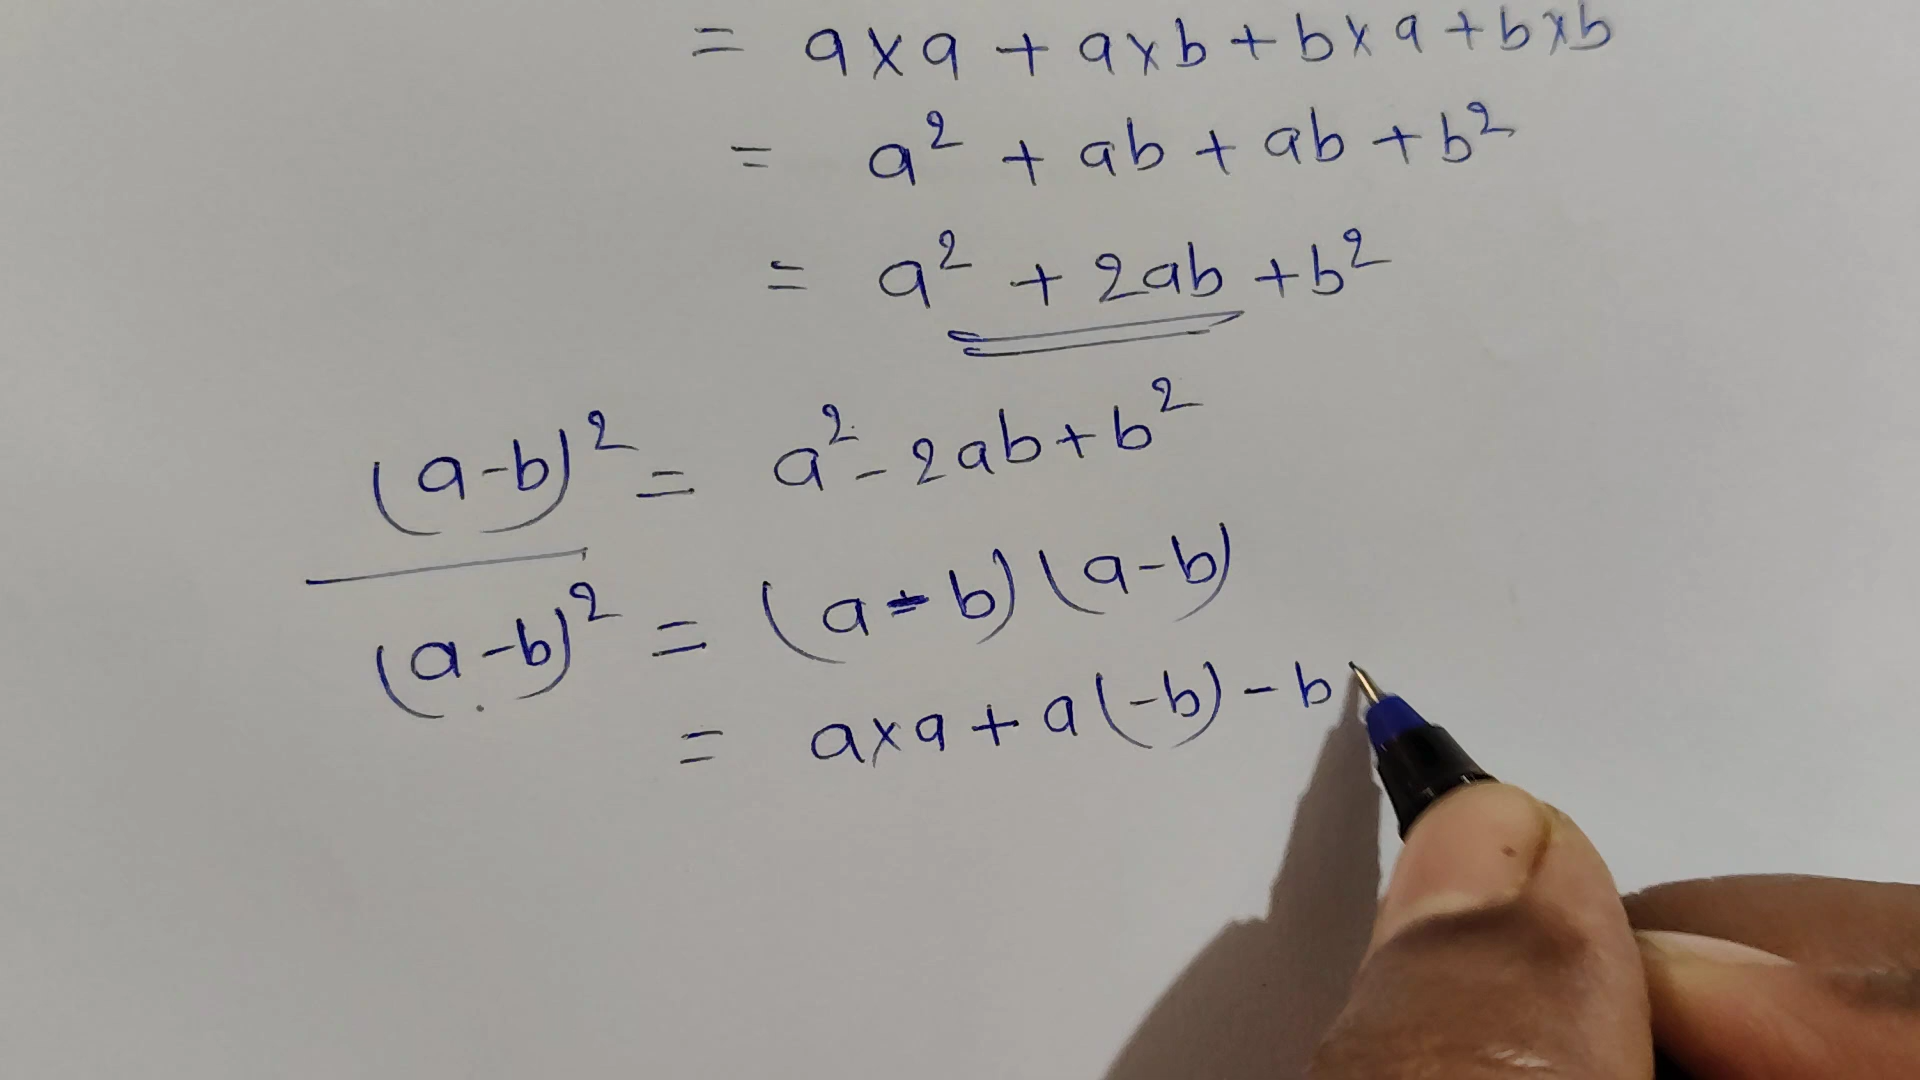 = a×a + a×b + b×a + b×b
= a² + ab + ab + b²
= a² + 2ab + b²
(a-b)² = a² - 2ab + b²
(a-b)² = (a-b)(a-b)
= a×a + a(-b) - b